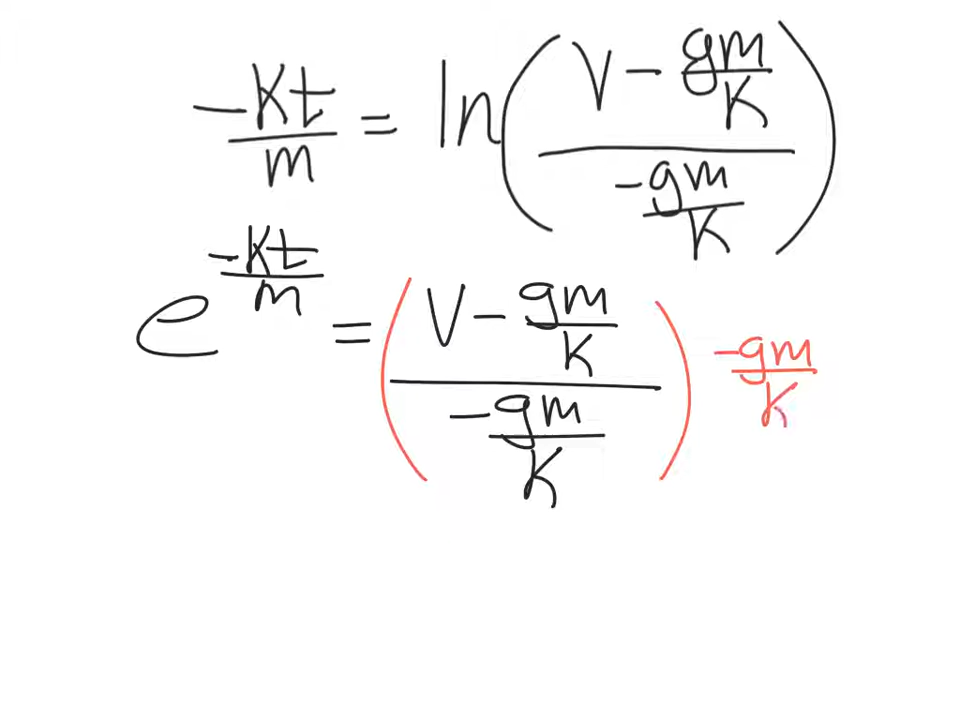 -Kt/m = ln((V - gm/K)/(-gm/K))
e^(-Kt/m) = ((V - gm/K)/(-gm/K)) -gm/K